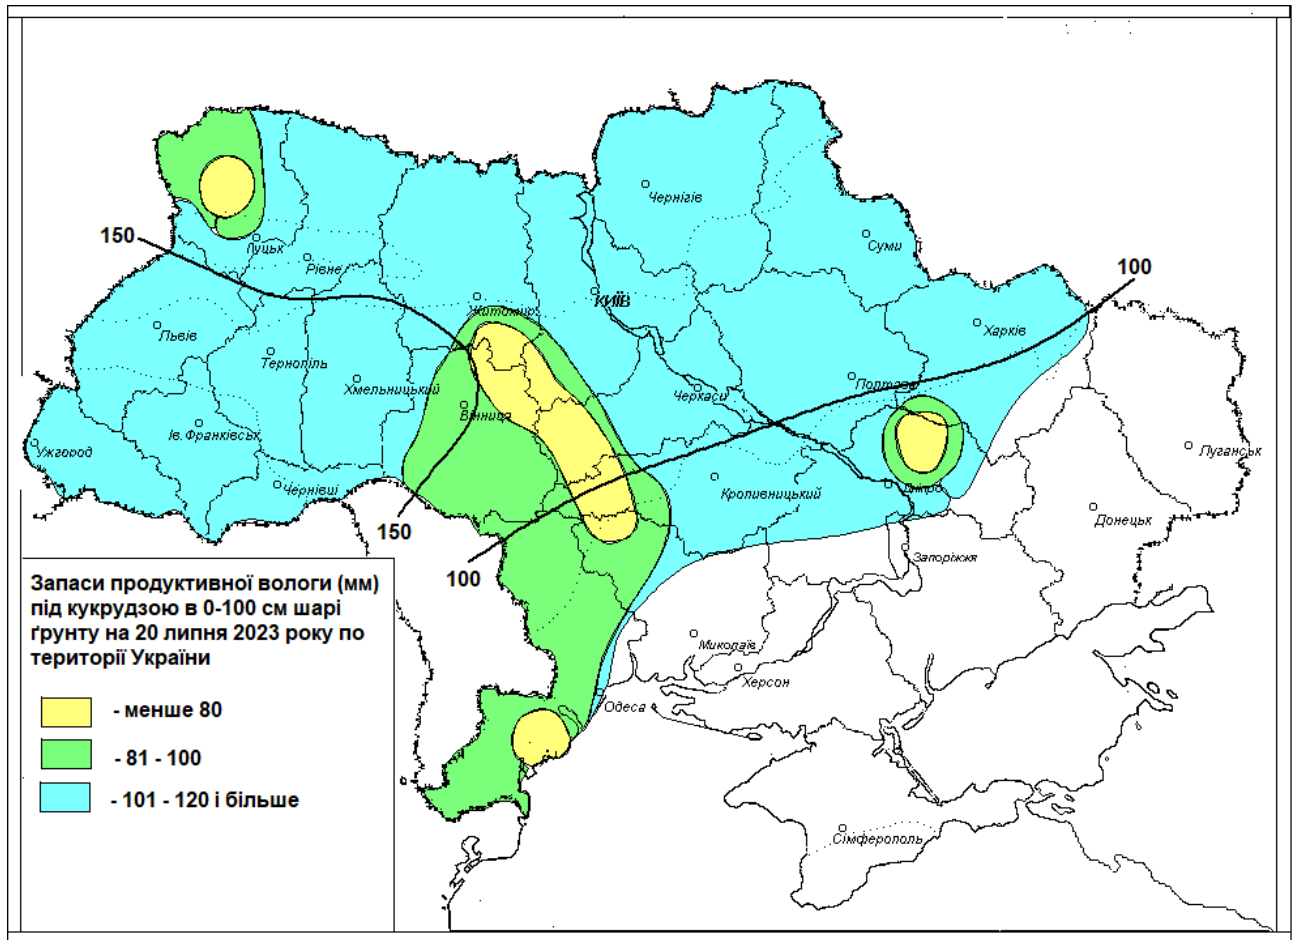 Чернігів
Суми
150
Луцьк
Рівне
100
Житомир
КИЇВ
Харків
Львів
Тернопіль
Хмельницький
Полтава
Черкаси
Вінниця
Ів. Франківськ
Ужгород
Луганськ
Чернівці
Кропивницький
Дніпро
Донецьк
150
Запоріжжя
100
Запаси продуктивної вологи (мм)
під кукрудзою в 0-100 см шарі
ґрунту на 20 липня 2023 року по
території України
Миколаїв
Херсон
Одеса
- менше 80
- 81 - 100
- 101 - 120 і більше
Сімферополь